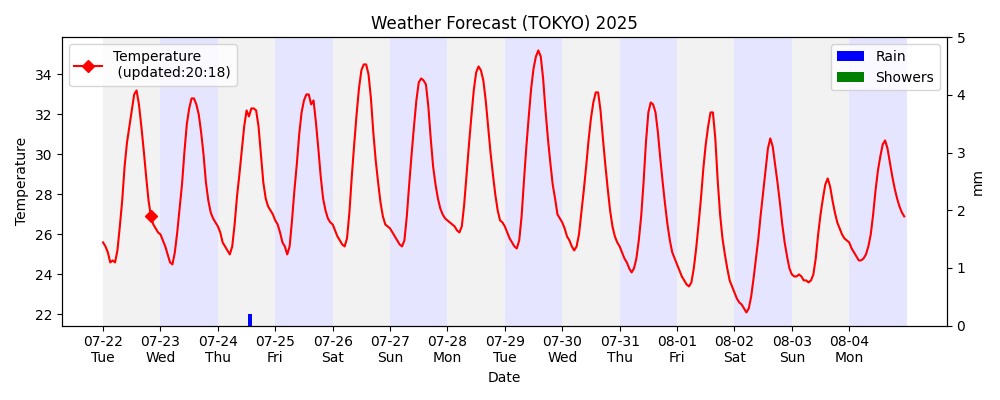 Weather Forecast (TOKYO) 2025
Temperature
(updated:20:18)
Rain
Showers
Temperature
34
32
30
28
26
24
22
5
4
3
2
1
0
mm
07-22 07-23 07-24 07-25 07-26 07-27 07-28 07-29 07-30 07-31 08-01 08-02 08-03 08-04
Tue Wed Thu Fri Sat Sun Mon Tue Wed Thu Fri Sat Sun Mon
Date